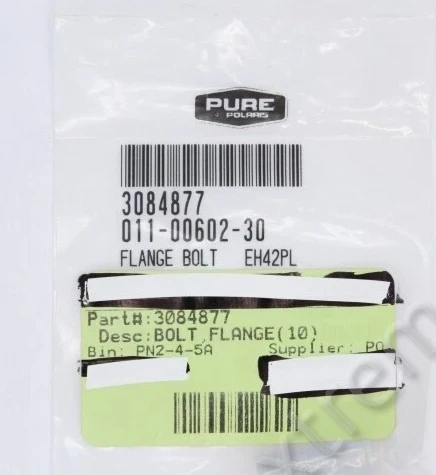 PURE
POLARIS
3084877
011-00602-30
FLANGE BOLT EH42PL
Part#:3084877
Desc:BOLT,FLANGE(10)
Bin: PN2-4-5A Supplier: PO